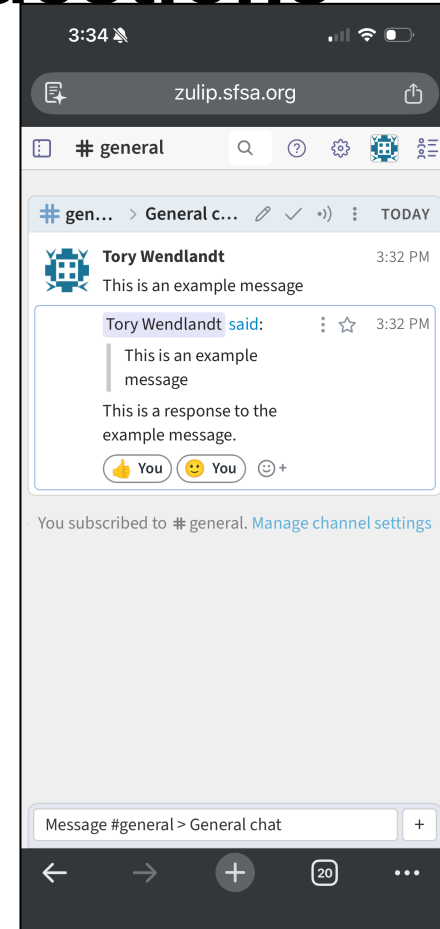 3:34
zulip.sfsa.org
# general
# gen... > General c... TODAY
Tory Wendlandt 3:32 PM
This is an example message
Tory Wendlandt said: 3:32 PM
This is an example
message
This is a response to the
example message.
👍 You 🙂 You +
You subscribed to # general. Manage channel settings
Message #general > General chat +
20